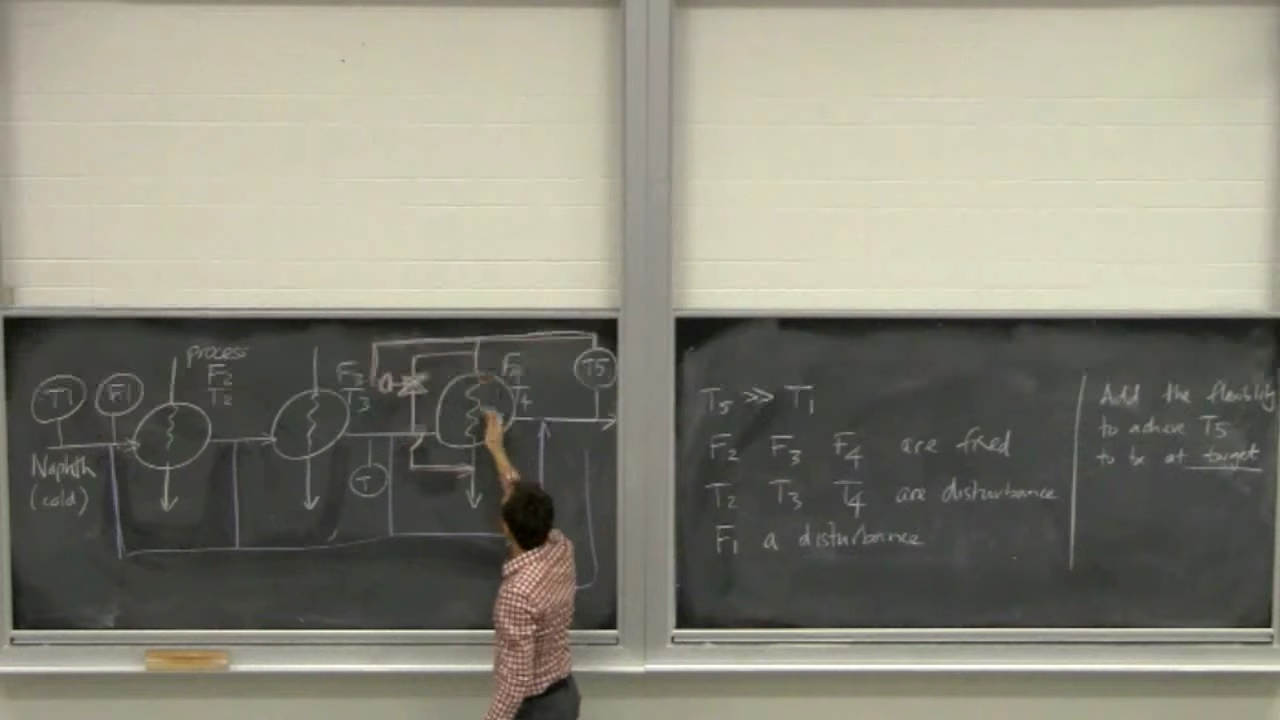 T1
F1
process
F2
T2
F3
T3
F4
T4
T5
Naphth
(cold)
T
T5 >> T1
F2 F3 F4 are fixed
T2 T3 T4 are disturbance
F1 a disturbance
Add the flexibility
to achieve T5
to be at target